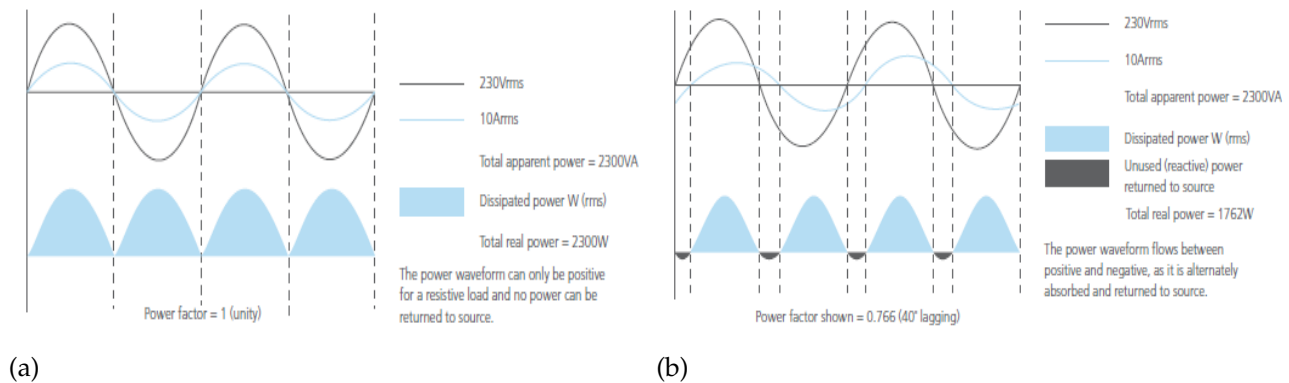 230Vrms
10Arms
Total apparent power = 2300VA
Dissipated power W (rms)
Total real power = 2300W
The power waveform can only be positive
for a resistive load and no power can be
returned to source.
Power factor = 1 (unity)
(a)
230Vrms
10Arms
Total apparent power = 2300VA
Dissipated power W (rms)
Unused (reactive) power
returned to source
Total real power = 1762W
The power waveform flows between
positive and negative, as it is alternately
absorbed and returned to source.
Power factor shown = 0.766 (40° lagging)
(b)